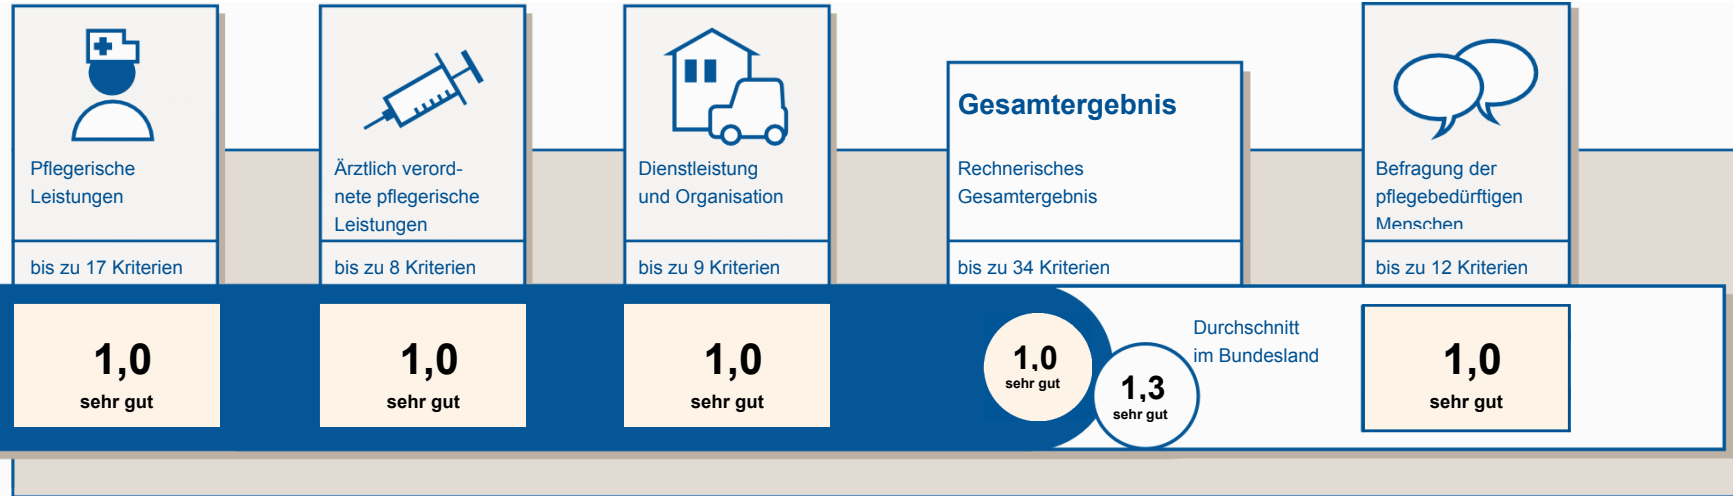 Pflegerische
Leistungen
bis zu 17 Kriterien
1,0
sehr gut
Ärztlich verord-
nete pflegerische
Leistungen
bis zu 8 Kriterien
1,0
sehr gut
Dienstleistung
und Organisation
bis zu 9 Kriterien
1,0
sehr gut
Gesamtergebnis
Rechnerisches
Gesamtergebnis
bis zu 34 Kriterien
1,0
sehr gut
1,3
sehr gut
Durchschnitt
im Bundesland
Befragung der
pflegebedürftigen
Menschen
bis zu 12 Kriterien
1,0
sehr gut